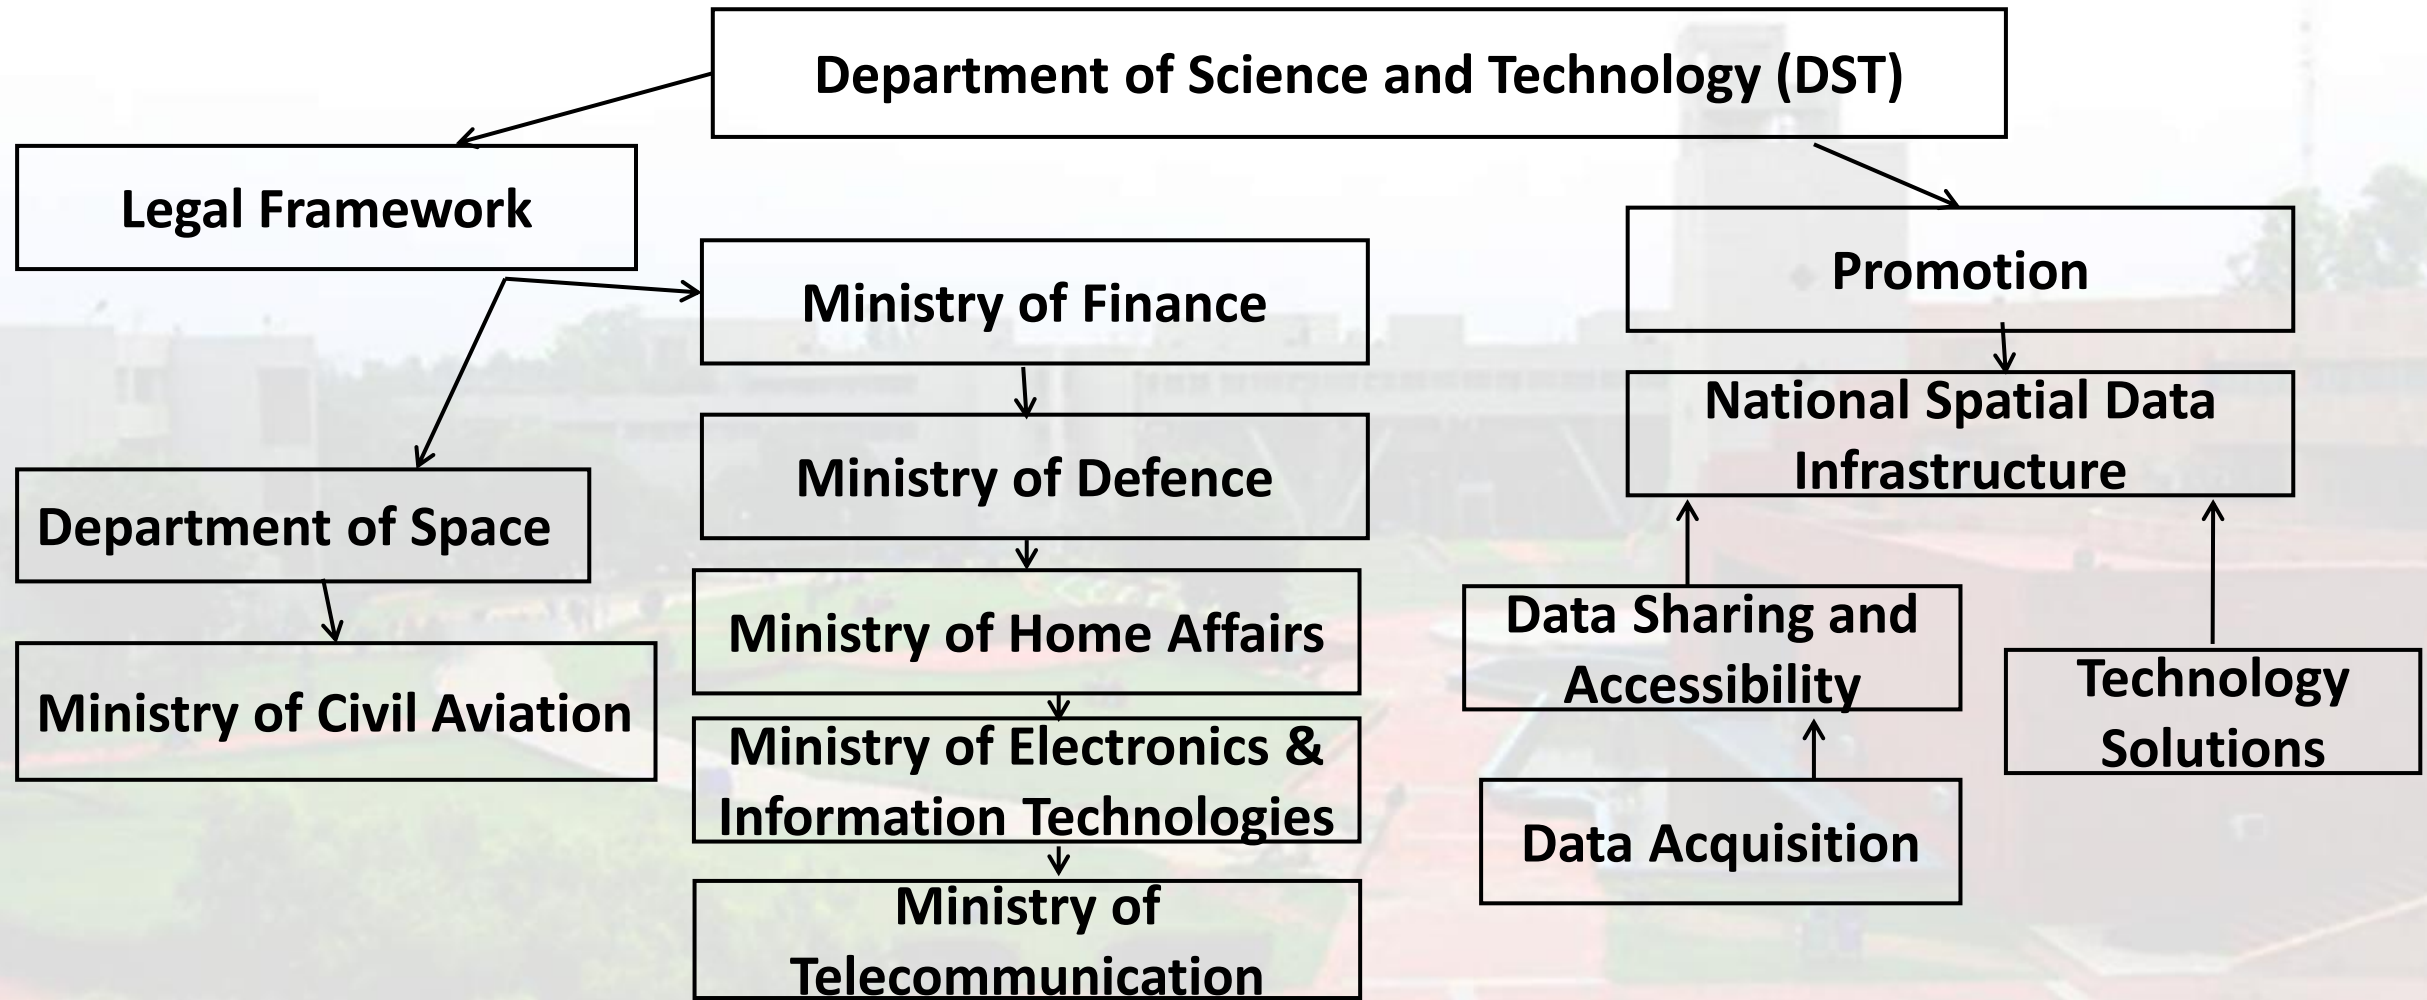 Department of Science and Technology (DST)
Legal Framework
Ministry of Finance
Promotion
Ministry of Defence
National Spatial Data
Infrastructure
Department of Space
Ministry of Home Affairs
Data Sharing and
Accessibility
Ministry of Civil Aviation
Technology
Solutions
Ministry of Electronics &
Information Technologies
Data Acquisition
Ministry of
Telecommunication